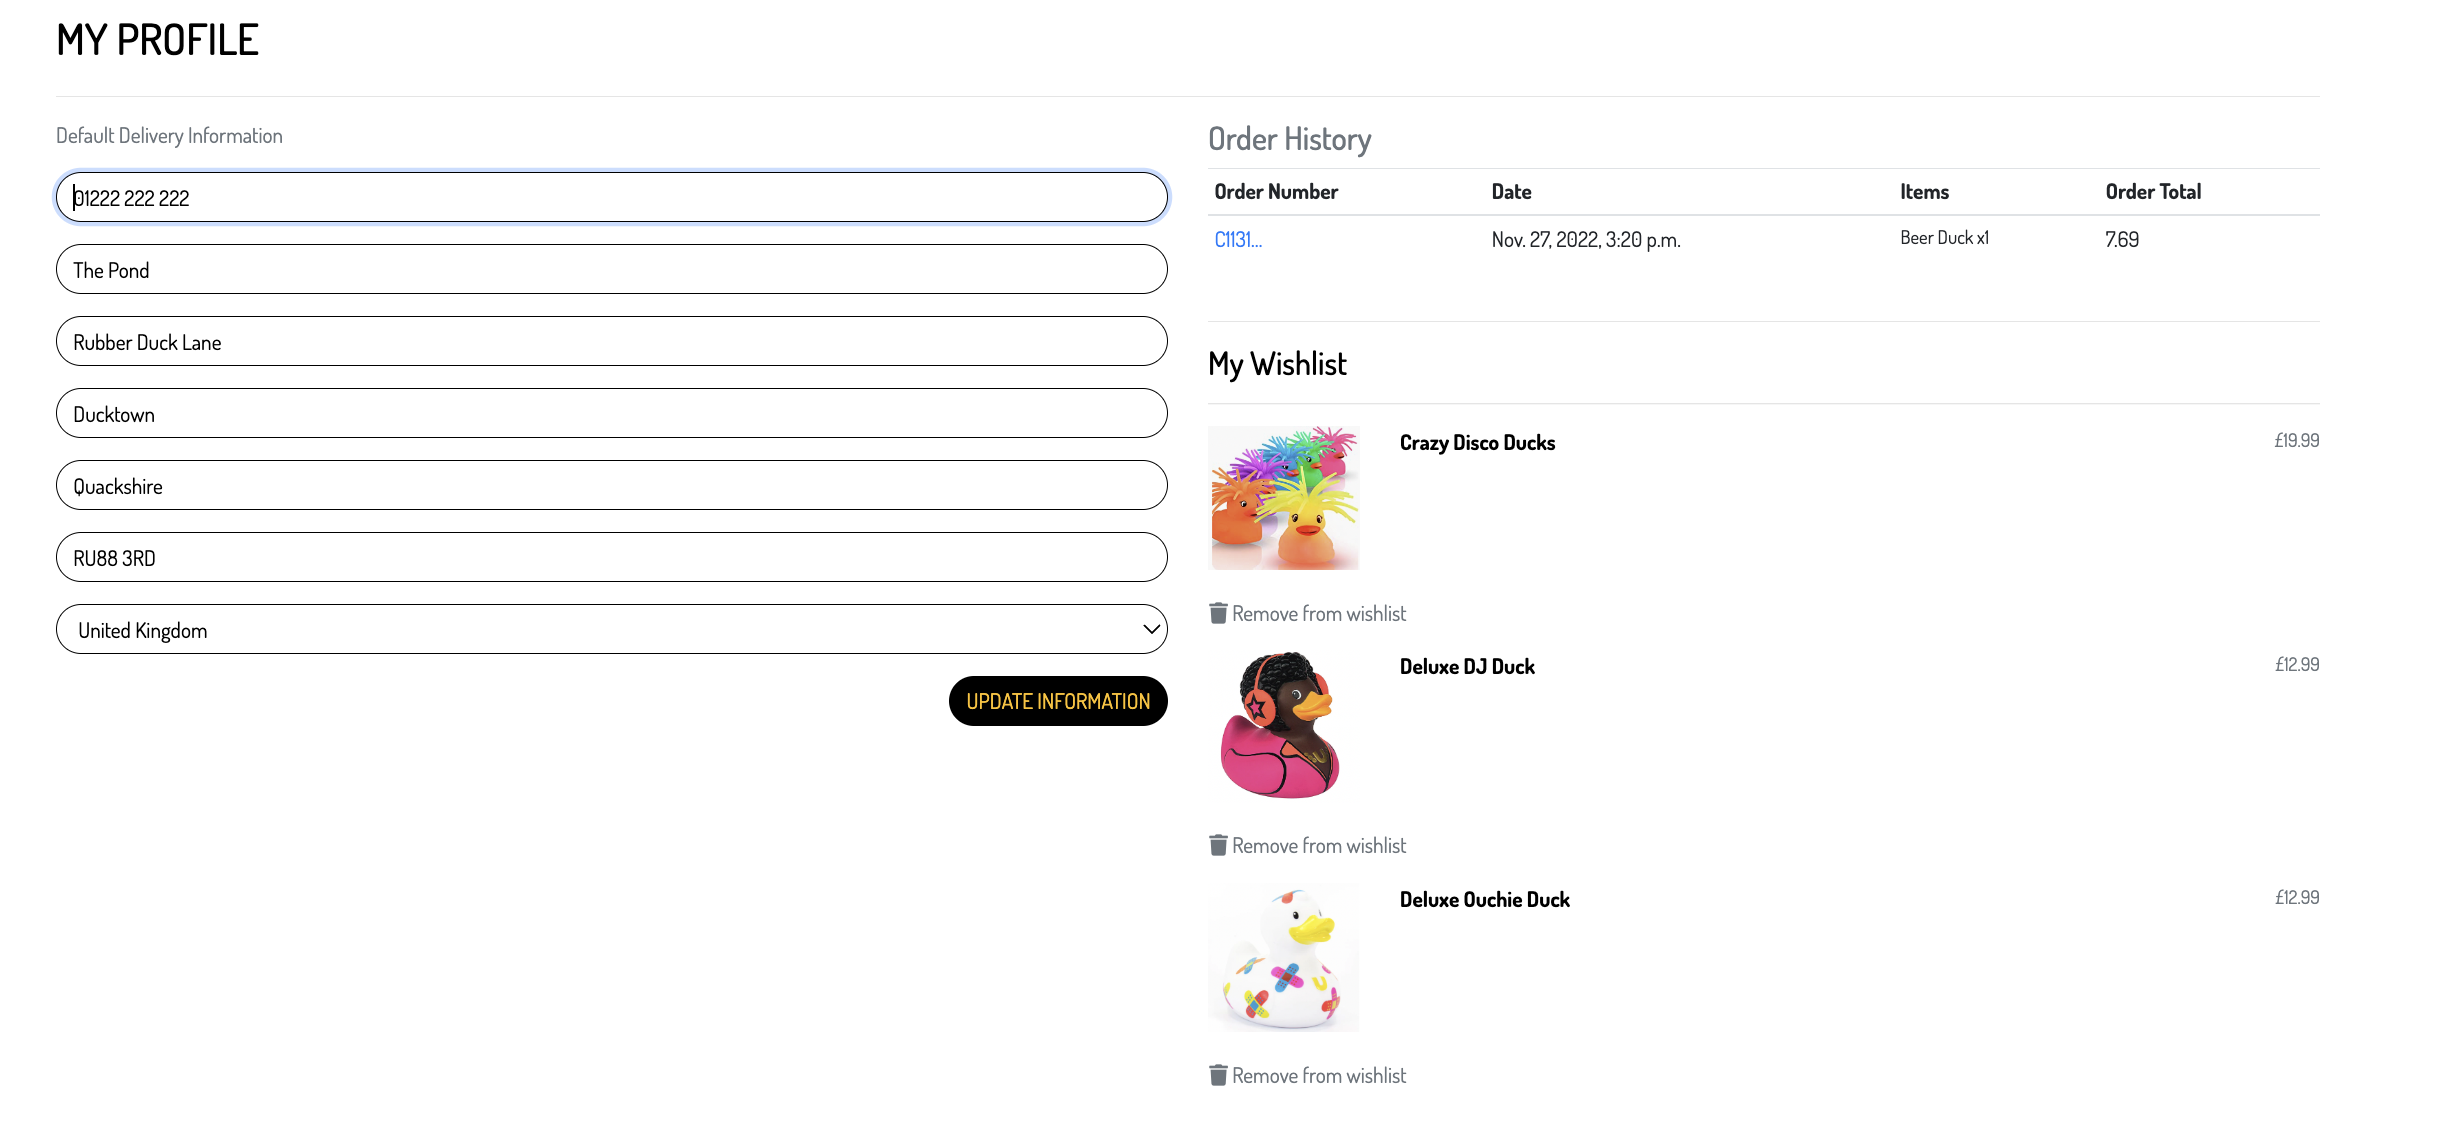 MY PROFILE
Default Delivery Information
01222 222 222
The Pond
Rubber Duck Lane
Ducktown
Quackshire
RU88 3RD
United Kingdom
UPDATE INFORMATION
Order History
Order Number Date Items Order Total
C1131... Nov. 27, 2022, 3:20 p.m. Beer Duck x1 7.69
My Wishlist
Crazy Disco Ducks £19.99
Remove from wishlist
Deluxe DJ Duck £12.99
Remove from wishlist
Deluxe Ouchie Duck £12.99
Remove from wishlist